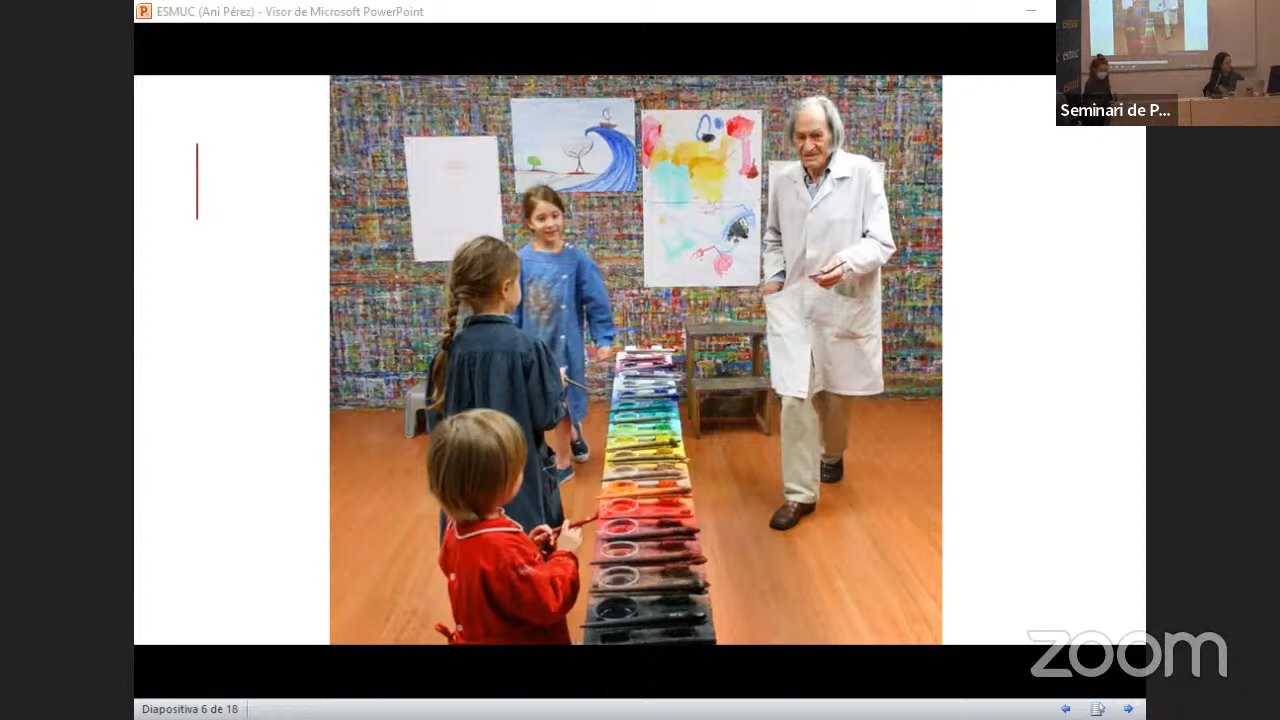 ESMUC (Ani Pérez) - Visor de Microsoft PowerPoint
Seminari de P...
zoom
Diapositiva 6 de 18